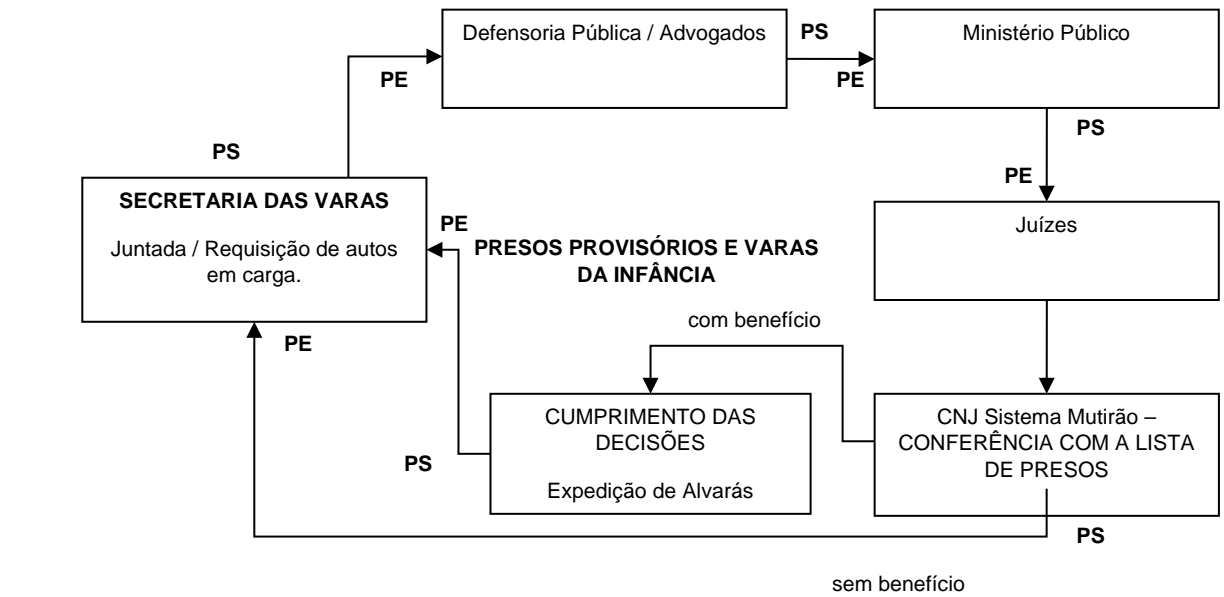 Defensoria Pública / Advogados
PS
Ministério Público
PE
PE
PS
PS
PE
SECRETARIA DAS VARAS
Juntada / Requisição de autos
em carga.
PE
PRESOS PROVISÓRIOS E VARAS
DA INFÂNCIA
Juízes
com benefício
PE
CUMPRIMENTO DAS
DECISÕES
Expedição de Alvarás
PS
CNJ Sistema Mutirão –
CONFERÊNCIA COM A LISTA
DE PRESOS
PS
sem benefício